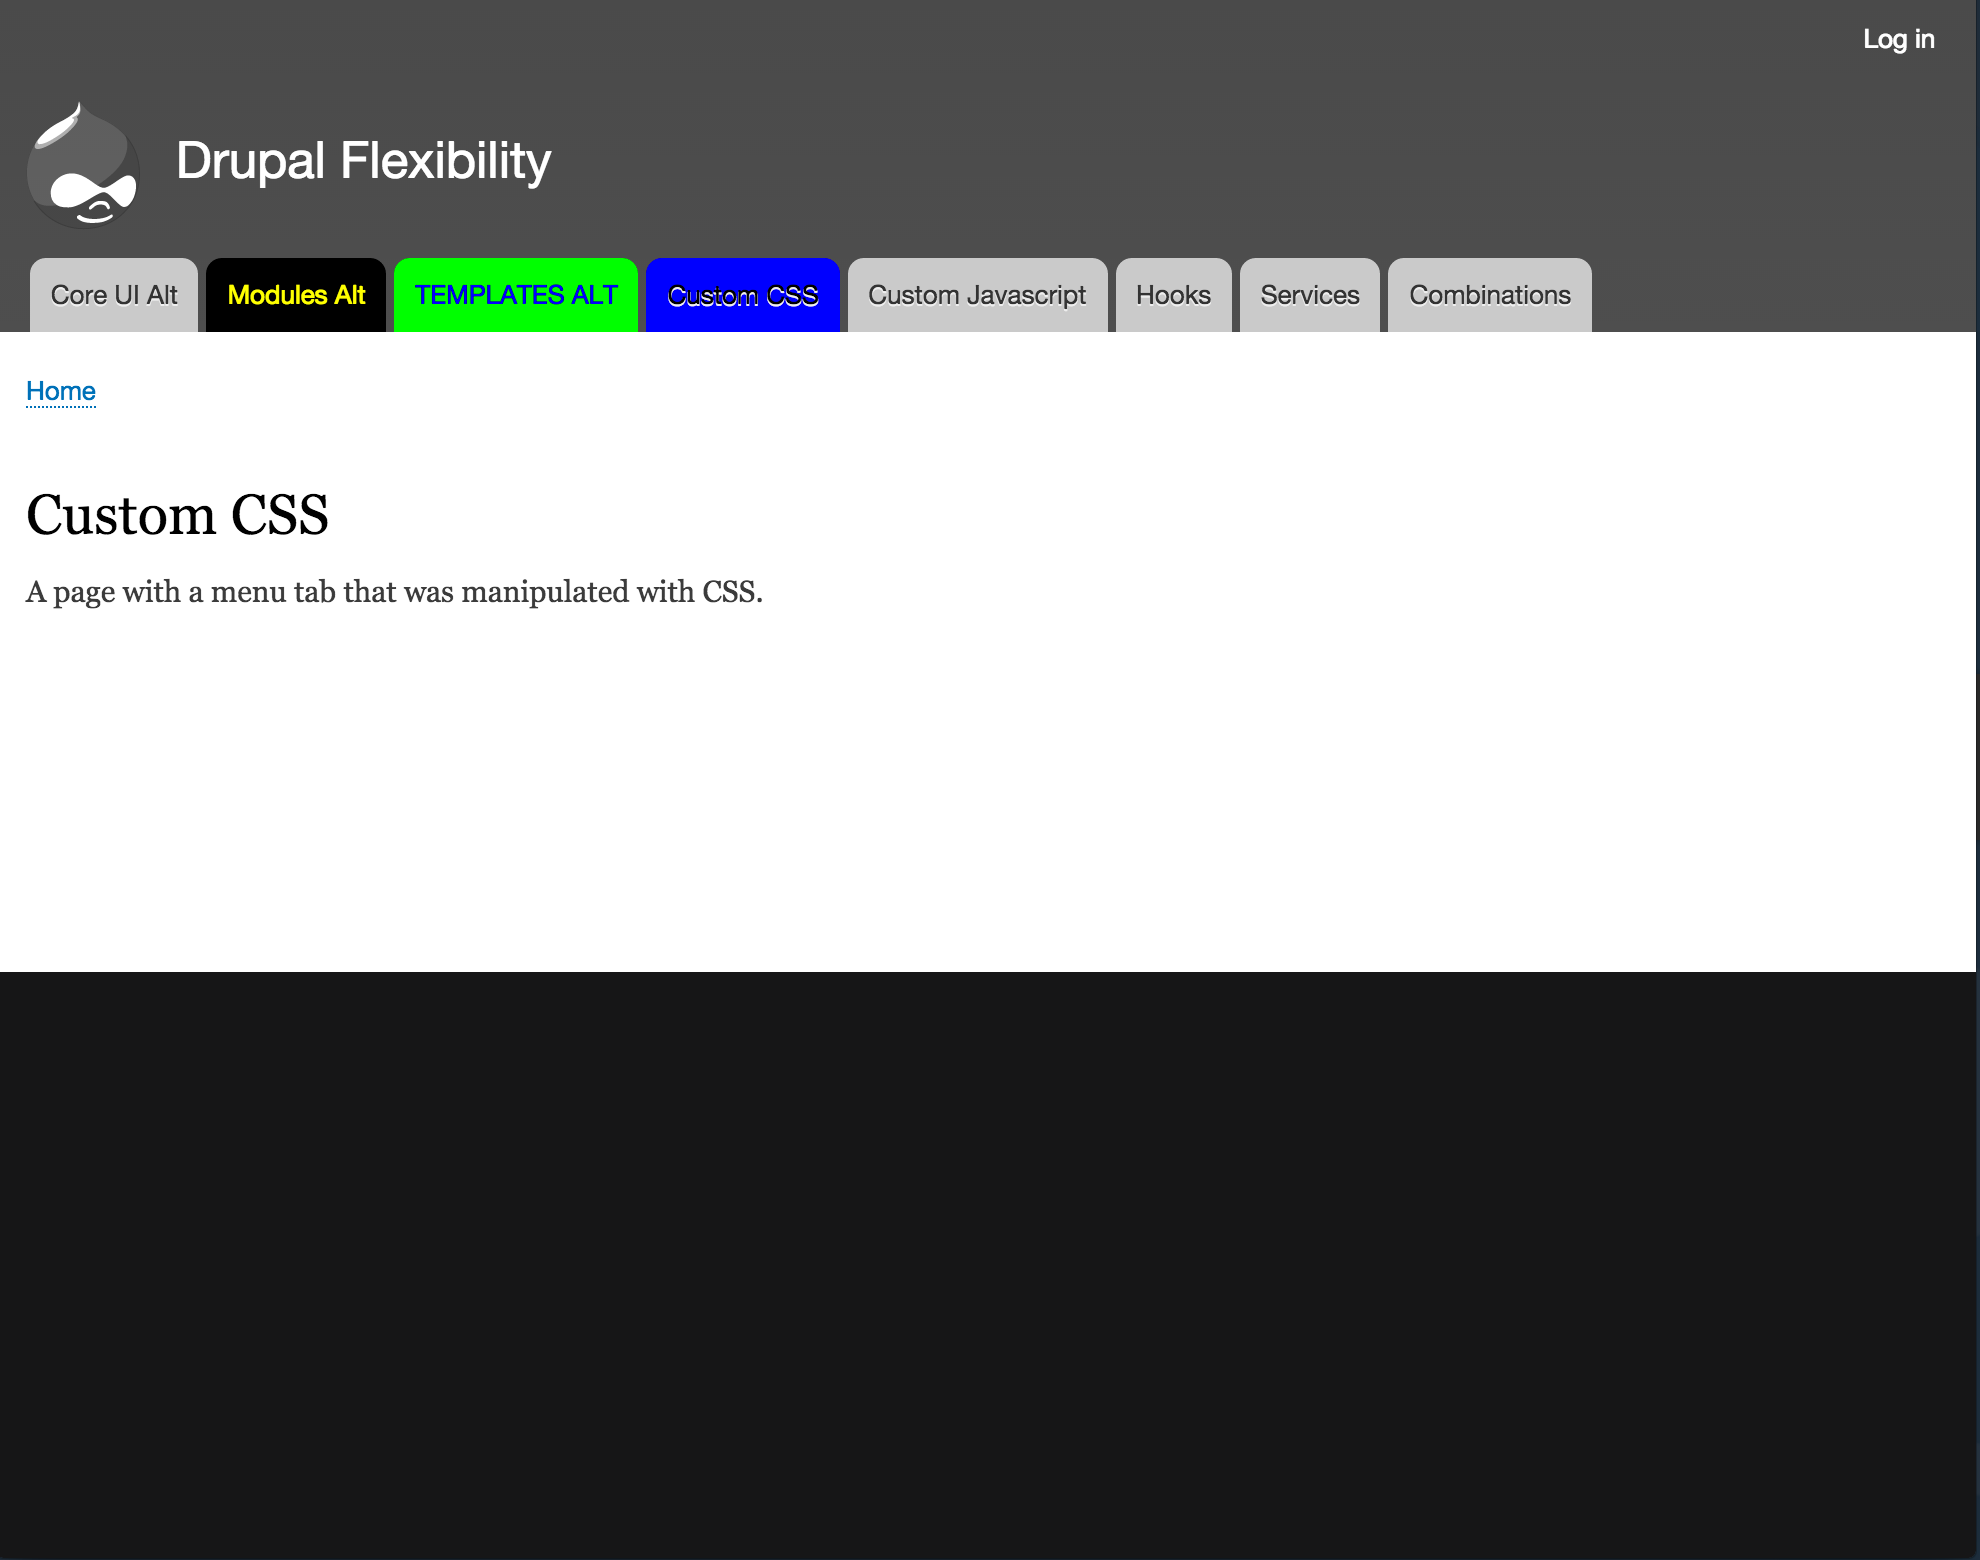 Log in
Drupal Flexibility
Core UI Alt Modules Alt TEMPLATES ALT Custom CSS Custom Javascript Hooks Services Combinations
Home
Custom CSS
A page with a menu tab that was manipulated with CSS.